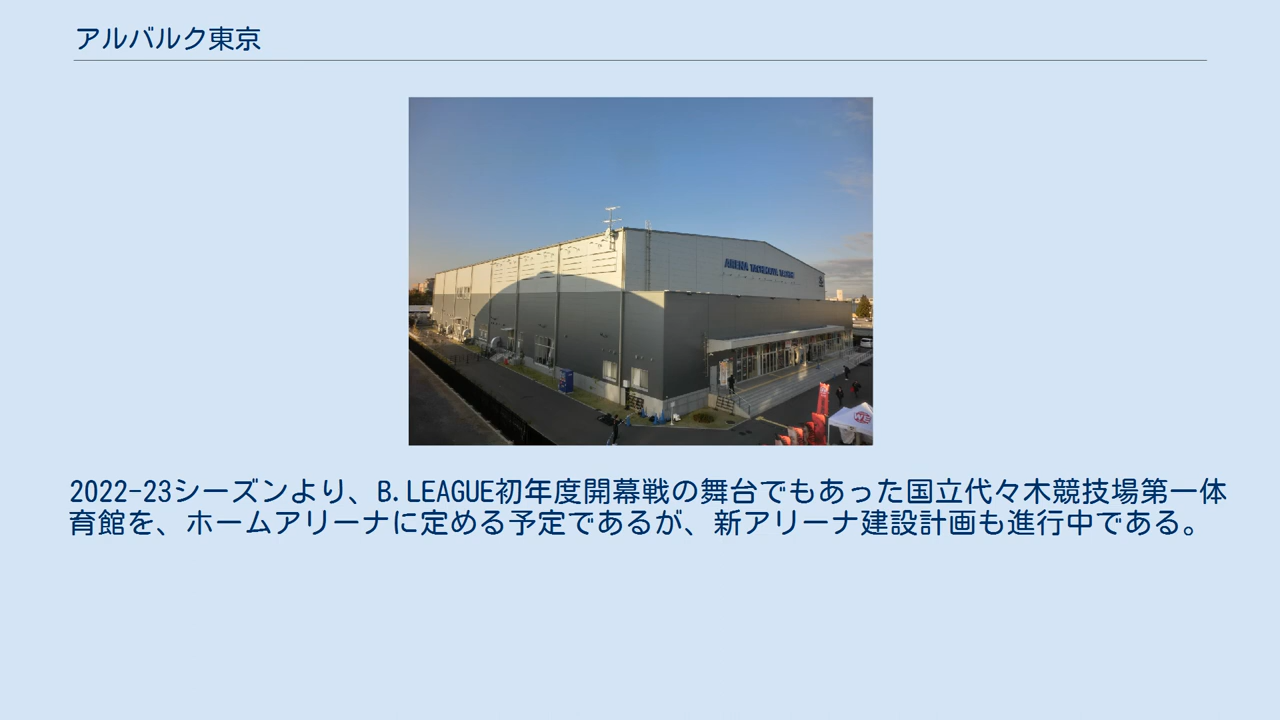 アルバルク東京
ARENA TACHIKAWA TACHIHI
2022-23シーズンより、B.LEAGUE初年度開幕戦の舞台でもあった国立代々木競技場第一体
育館を、ホームアリーナに定める予定であるが、新アリーナ建設計画も進行中である。